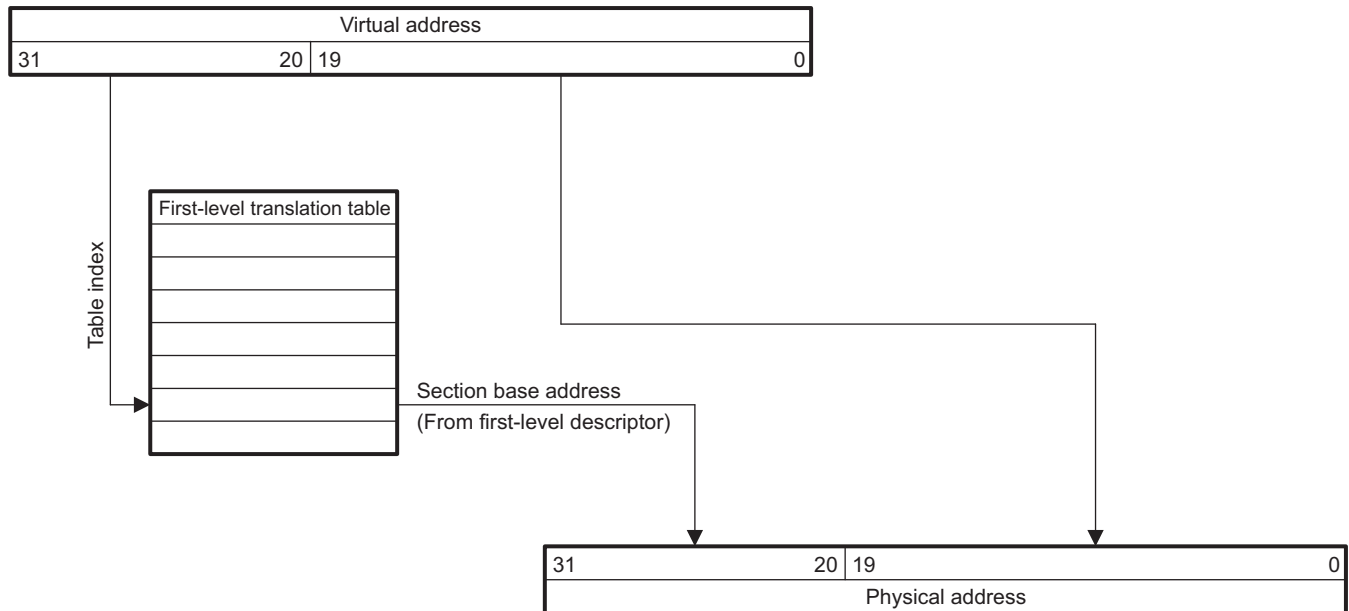 Virtual address
31 20 19 0
First-level translation table
Table index
Section base address
(From first-level descriptor)
31 20 19 0
Physical address